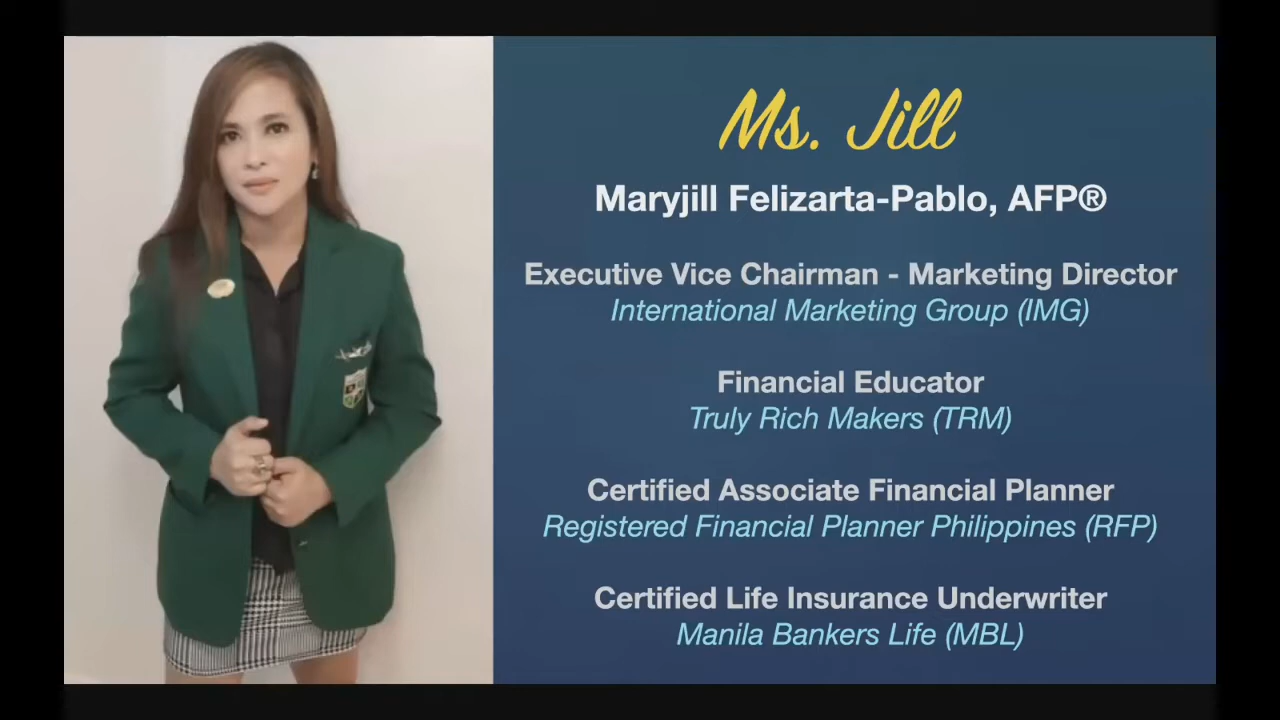 Ms. Jill
Maryjill Felizarta-Pablo, AFP®
Executive Vice Chairman - Marketing Director
International Marketing Group (IMG)
Financial Educator
Truly Rich Makers (TRM)
Certified Associate Financial Planner
Registered Financial Planner Philippines (RFP)
Certified Life Insurance Underwriter
Manila Bankers Life (MBL)